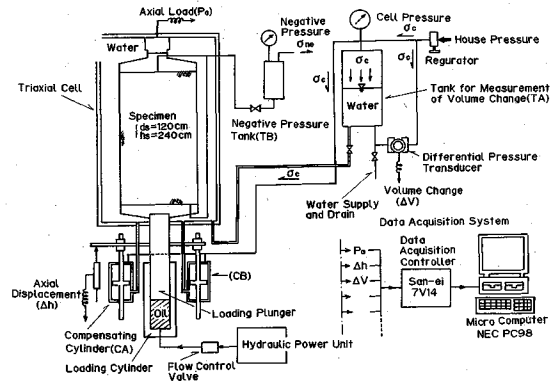 Axial Load(Pa)
Water
Triaxial Cell
Specimen
ds=120cm
hs=240cm
Negative
Pressure
σne
Negative Pressure
Tank(TB)
Cell Pressure
σc
σc
σc
σc
σc
House Pressure
Regurator
Water
Tank for Measurement
of Volume Change(TA)
Differential Pressure
Transducer
σc
Water Supply
and Drain
Volume Change
(ΔV)
Data Acquisition System
Data
Acquisition
Controller
Pa
Δh
ΔV
San-ei
7V14
Micro Computer
NEC PC98
(CB)
Axial
Displacement
(Δh)
Compensating
Cylinder(CA)
Loading Cylinder
Oil
Loading Plunger
Hydraulic Power Unit
Flow Control
Valve